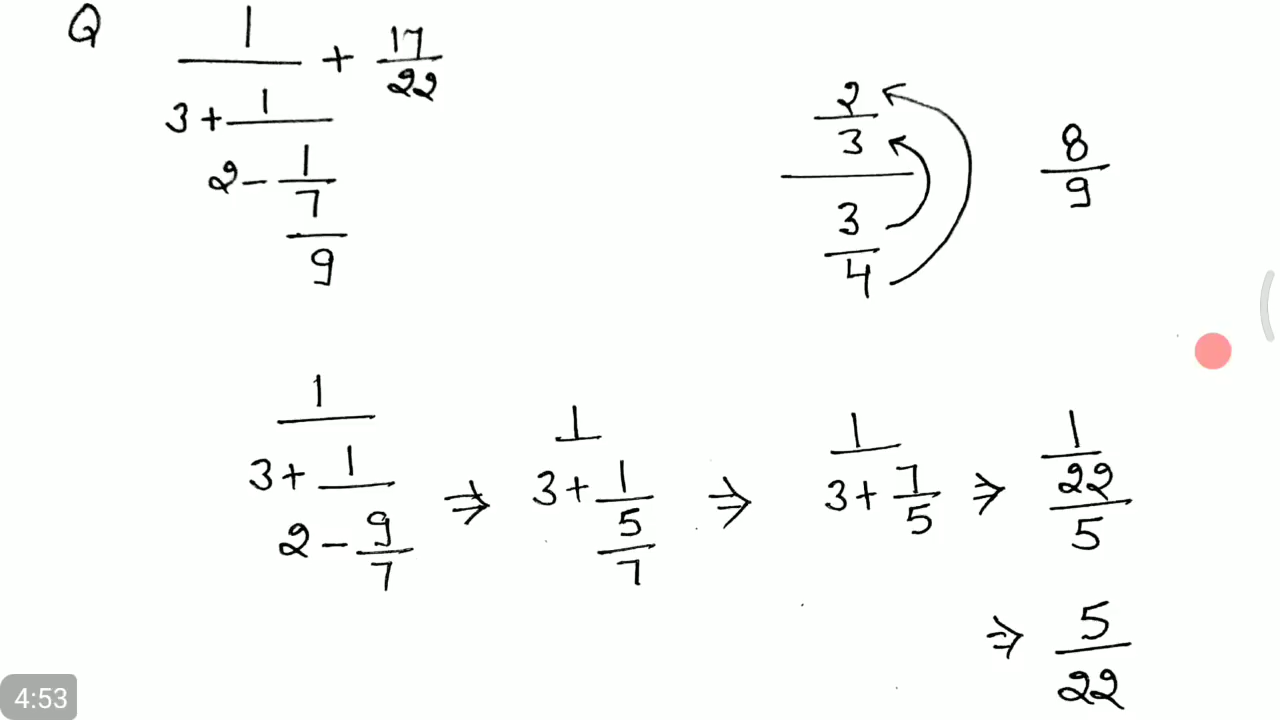 Q
1 / (3 + 1 / (2 - 1 / (7 / 9))) + 17/22
(2/3) / (3/4)
8/9
1 / (3 + 1 / (2 - 9/7)) ⇒ 1 / (3 + 1 / (5/7)) ⇒ 1 / (3 + 7/5) ⇒ 1 / (22/5)
⇒ 5/22
4:53